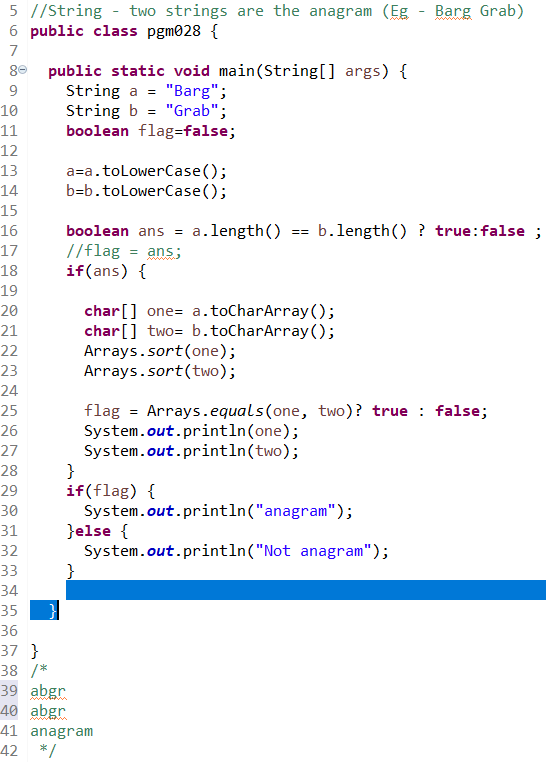 5 //String - two strings are the anagram (Eg - Barg Grab)
6 public class pgm028 {
7
8 public static void main(String[] args) {
9 String a = "Barg";
10 String b = "Grab";
11 boolean flag=false;
12
13 a=a.toLowerCase();
14 b=b.toLowerCase();
15
16 boolean ans = a.length() == b.length() ? true:false ;
17 //flag = ans;
18 if(ans) {
19
20 char[] one= a.toCharArray();
21 char[] two= b.toCharArray();
22 Arrays.sort(one);
23 Arrays.sort(two);
24
25 flag = Arrays.equals(one, two)? true : false;
26 System.out.println(one);
27 System.out.println(two);
28 }
29 if(flag) {
30 System.out.println("anagram");
31 }else {
32 System.out.println("Not anagram");
33 }
34
35 }
36
37 }
38 /*
39 abgr
40 abgr
41 anagram
42 */